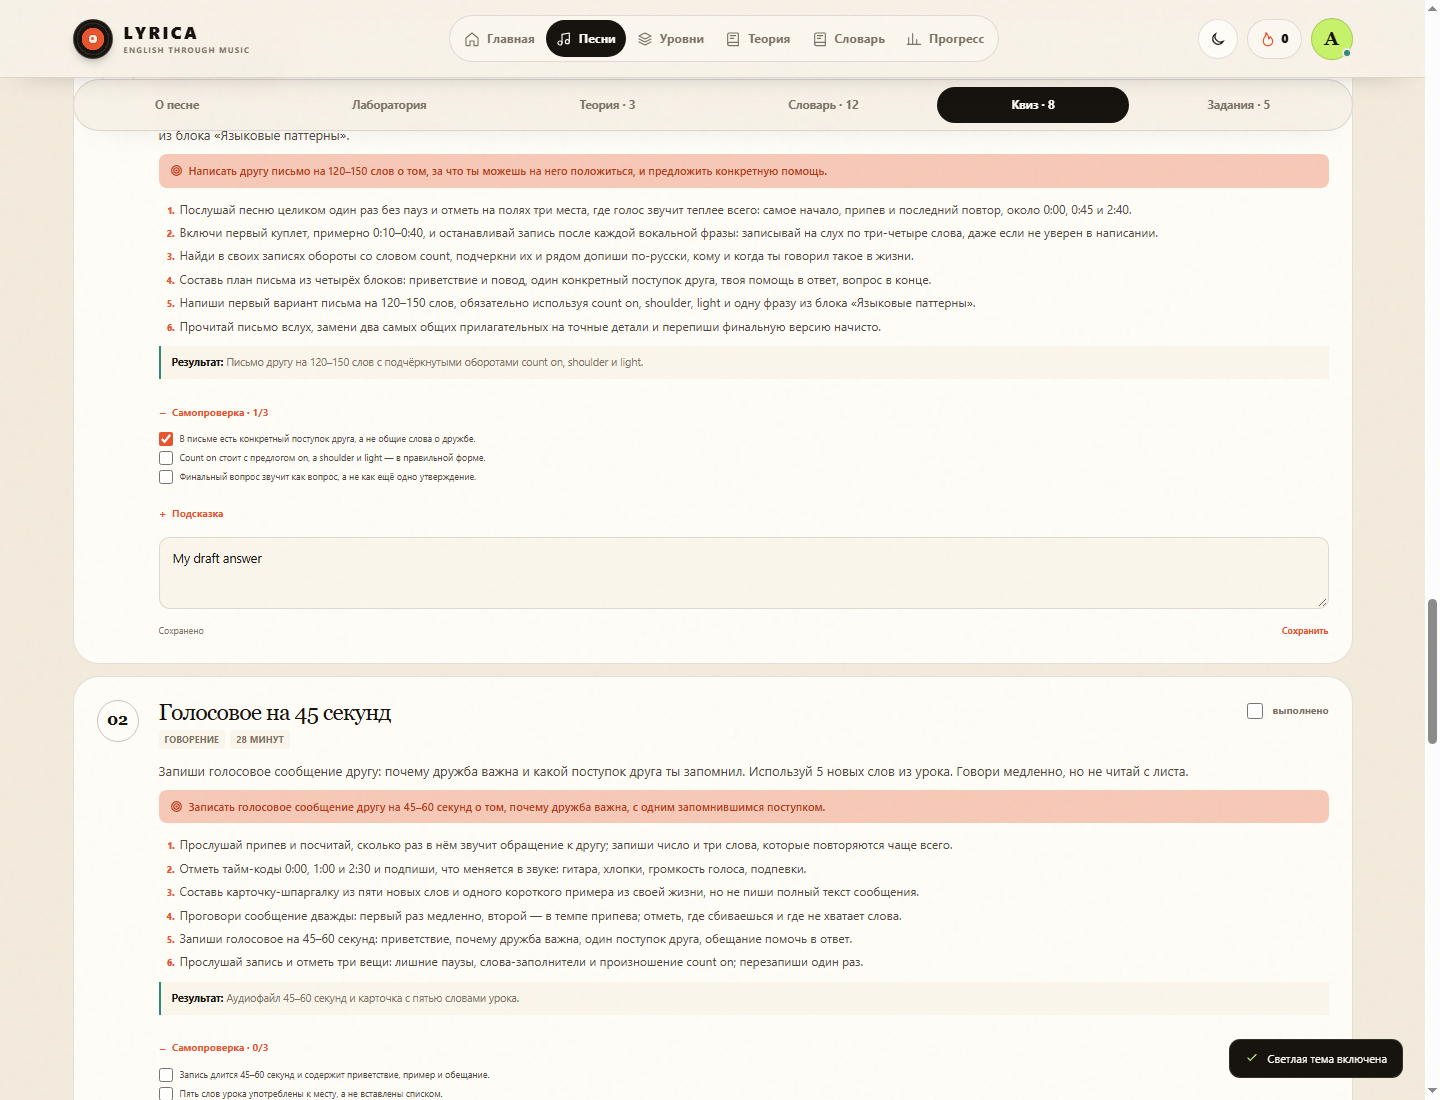 LYRICA
ENGLISH THROUGH MUSIC
Главная
Песни
Уровни
Теория
Словарь
Прогресс
0
A
О песне
Лаборатория
Теория · 3
Словарь · 12
Квиз · 8
Задания · 5
из блока «Языковые паттерны».
Написать другу письмо на 120–150 слов о том, за что ты можешь на него положиться, и предложить конкретную помощь.
1. Послушай песню целиком один раз без пауз и отметь на полях три места, где голос звучит теплее всего: самое начало, припев и последний повтор, около 0:00, 0:45 и 2:40.
2. Включи первый куплет, примерно 0:10–0:40, и останавливай запись после каждой вокальной фразы: записывай на слух по три-четыре слова, даже если не уверен в написании.
3. Найди в своих записях обороты со словом count, подчеркни их и рядом допиши по-русски, кому и когда ты говорил такое в жизни.
4. Составь план письма из четырёх блоков: приветствие и повод, один конкретный поступок друга, твоя помощь в ответ, вопрос в конце.
5. Напиши первый вариант письма на 120–150 слов, обязательно используя count on, shoulder, light и одну фразу из блока «Языковые паттерны».
6. Прочитай письмо вслух, замени два самых общих прилагательных на точные детали и перепиши финальную версию начисто.
Результат: Письмо другу на 120–150 слов с подчёркнутыми оборотами count on, shoulder и light.
– Самопроверка · 1/3
В письме есть конкретный поступок друга, а не общие слова о дружбе.
Count on стоит с предлогом on, а shoulder и light — в правильной форме.
Финальный вопрос звучит как вопрос, а не как ещё одно утверждение.
+ Подсказка
My draft answer
Сохранено
Сохранить
02
Голосовое на 45 секунд
выполнено
ГОВОРЕНИЕ
28 МИНУТ
Запиши голосовое сообщение другу: почему дружба важна и какой поступок друга ты запомнил. Используй 5 новых слов из урока. Говори медленно, но не читай с листа.
Записать голосовое сообщение другу на 45–60 секунд о том, почему дружба важна, с одним запомнившимся поступком.
1. Прослушай припев и посчитай, сколько раз в нём звучит обращение к другу; запиши число и три слова, которые повторяются чаще всего.
2. Отметь тайм-коды 0:00, 1:00 и 2:30 и подпиши, что меняется в звуке: гитара, хлопки, громкость голоса, подпевки.
3. Составь карточку-шпаргалку из пяти новых слов и одного короткого примера из своей жизни, но не пиши полный текст сообщения.
4. Проговори сообщение дважды: первый раз медленно, второй — в темпе припева; отметь, где сбиваешься и где не хватает слова.
5. Запиши голосовое на 45–60 секунд: приветствие, почему дружба важна, один поступок друга, обещание помочь в ответ.
6. Прослушай запись и отметь три вещи: лишние паузы, слова-заполнители и произношение count on; перезапиши один раз.
Результат: Аудиофайл 45–60 секунд и карточка с пятью словами урока.
– Самопроверка · 0/3
Запись длится 45–60 секунд и содержит приветствие, пример и обещание.
Пять слов урока употреблены к месту, а не вставлены списком.
Светлая тема включена